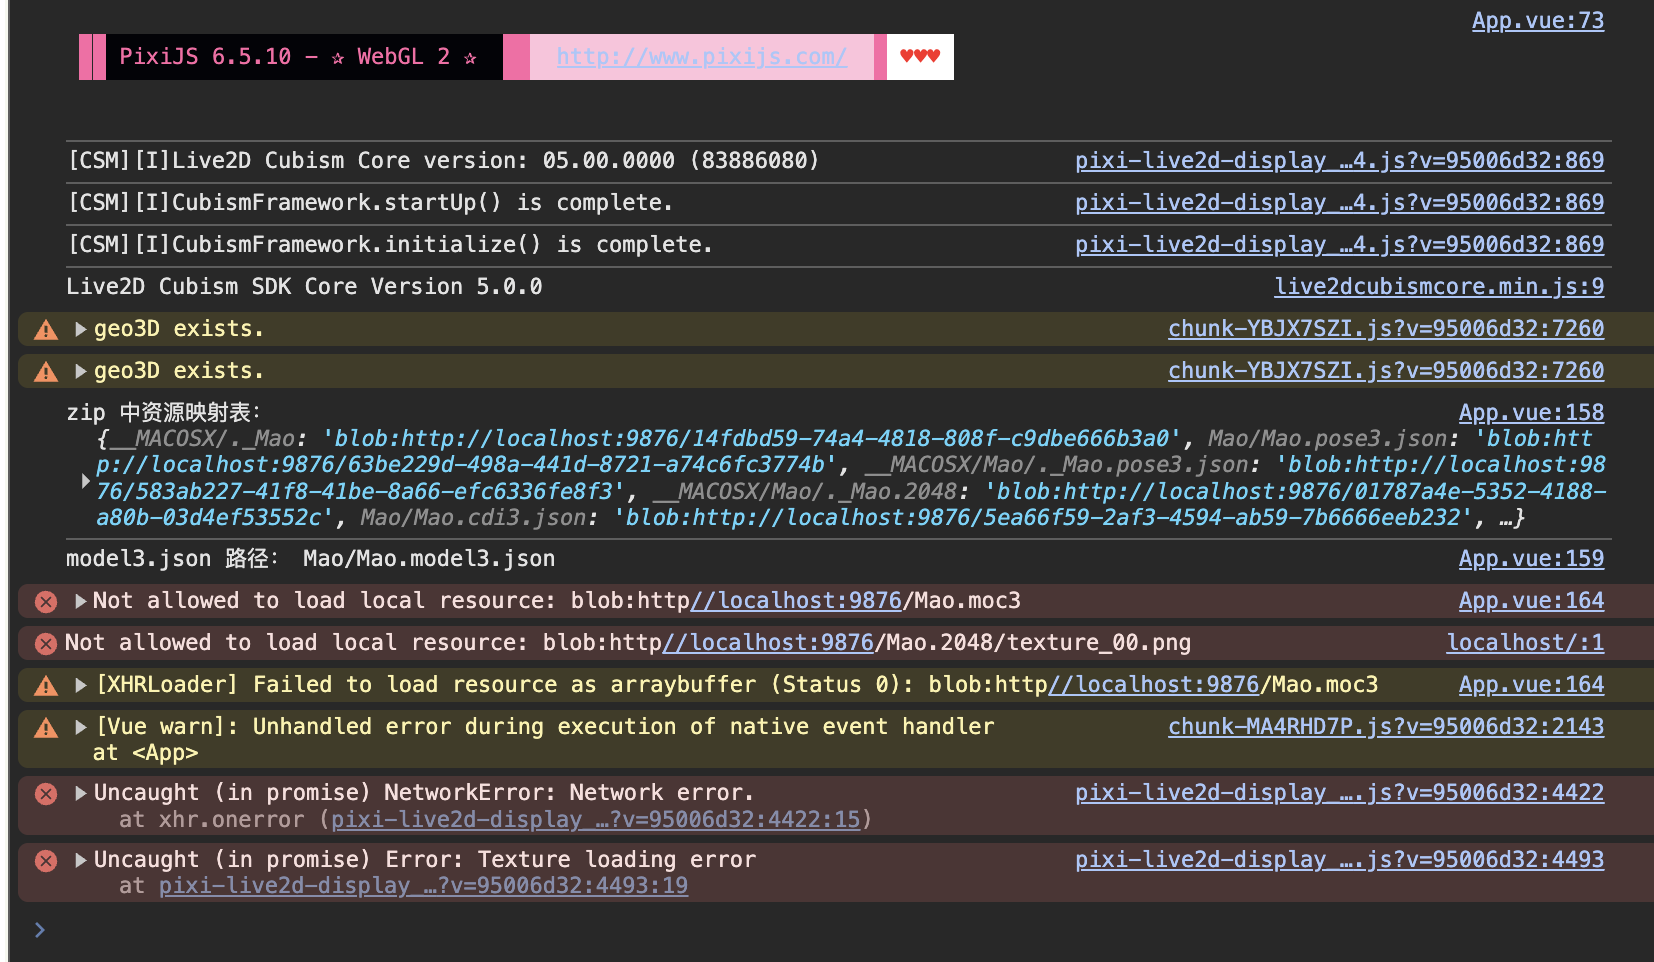 App.vue:73
PixiJS 6.5.10 - ✰ WebGL 2 ✰ http://www.pixijs.com/ ♥♥♥
[CSM][I]Live2D Cubism Core version: 05.00.0000 (83886080) pixi-live2d-display_…4.js?v=95006d32:869
[CSM][I]CubismFramework.startUp() is complete. pixi-live2d-display_…4.js?v=95006d32:869
[CSM][I]CubismFramework.initialize() is complete. pixi-live2d-display_…4.js?v=95006d32:869
Live2D Cubism SDK Core Version 5.0.0 live2dcubismcore.min.js:9
geo3D exists. chunk-YBJX7SZI.js?v=95006d32:7260
geo3D exists. chunk-YBJX7SZI.js?v=95006d32:7260
zip 中资源映射表: App.vue:158
{__MACOSX/._Mao: 'blob:http://localhost:9876/14fdbd59-74a4-4818-808f-c9dbe666b3a0', Mao/Mao.pose3.json: 'blob:htt
p://localhost:9876/63be229d-498a-441d-8721-a74c6fc3774b', __MACOSX/Mao/._Mao.pose3.json: 'blob:http://localhost:98
76/583ab227-41f8-41be-8a66-efc6336fe8f3', __MACOSX/Mao/._Mao.2048: 'blob:http://localhost:9876/01787a4e-5352-4188-
a80b-03d4ef53552c', Mao/Mao.cdi3.json: 'blob:http://localhost:9876/5ea66f59-2af3-4594-ab59-7b6666eeb232', …}
model3.json 路径: Mao/Mao.model3.json App.vue:159
Not allowed to load local resource: blob:http//localhost:9876/Mao.moc3 App.vue:164
Not allowed to load local resource: blob:http//localhost:9876/Mao.2048/texture_00.png localhost/:1
[XHRLoader] Failed to load resource as arraybuffer (Status 0): blob:http//localhost:9876/Mao.moc3 App.vue:164
[Vue warn]: Unhandled error during execution of native event handler chunk-MA4RHD7P.js?v=95006d32:2143
at <App>
Uncaught (in promise) NetworkError: Network error. pixi-live2d-display_….js?v=95006d32:4422
at xhr.onerror (pixi-live2d-display_…?v=95006d32:4422:15)
Uncaught (in promise) Error: Texture loading error pixi-live2d-display_….js?v=95006d32:4493
at pixi-live2d-display_…?v=95006d32:4493:19